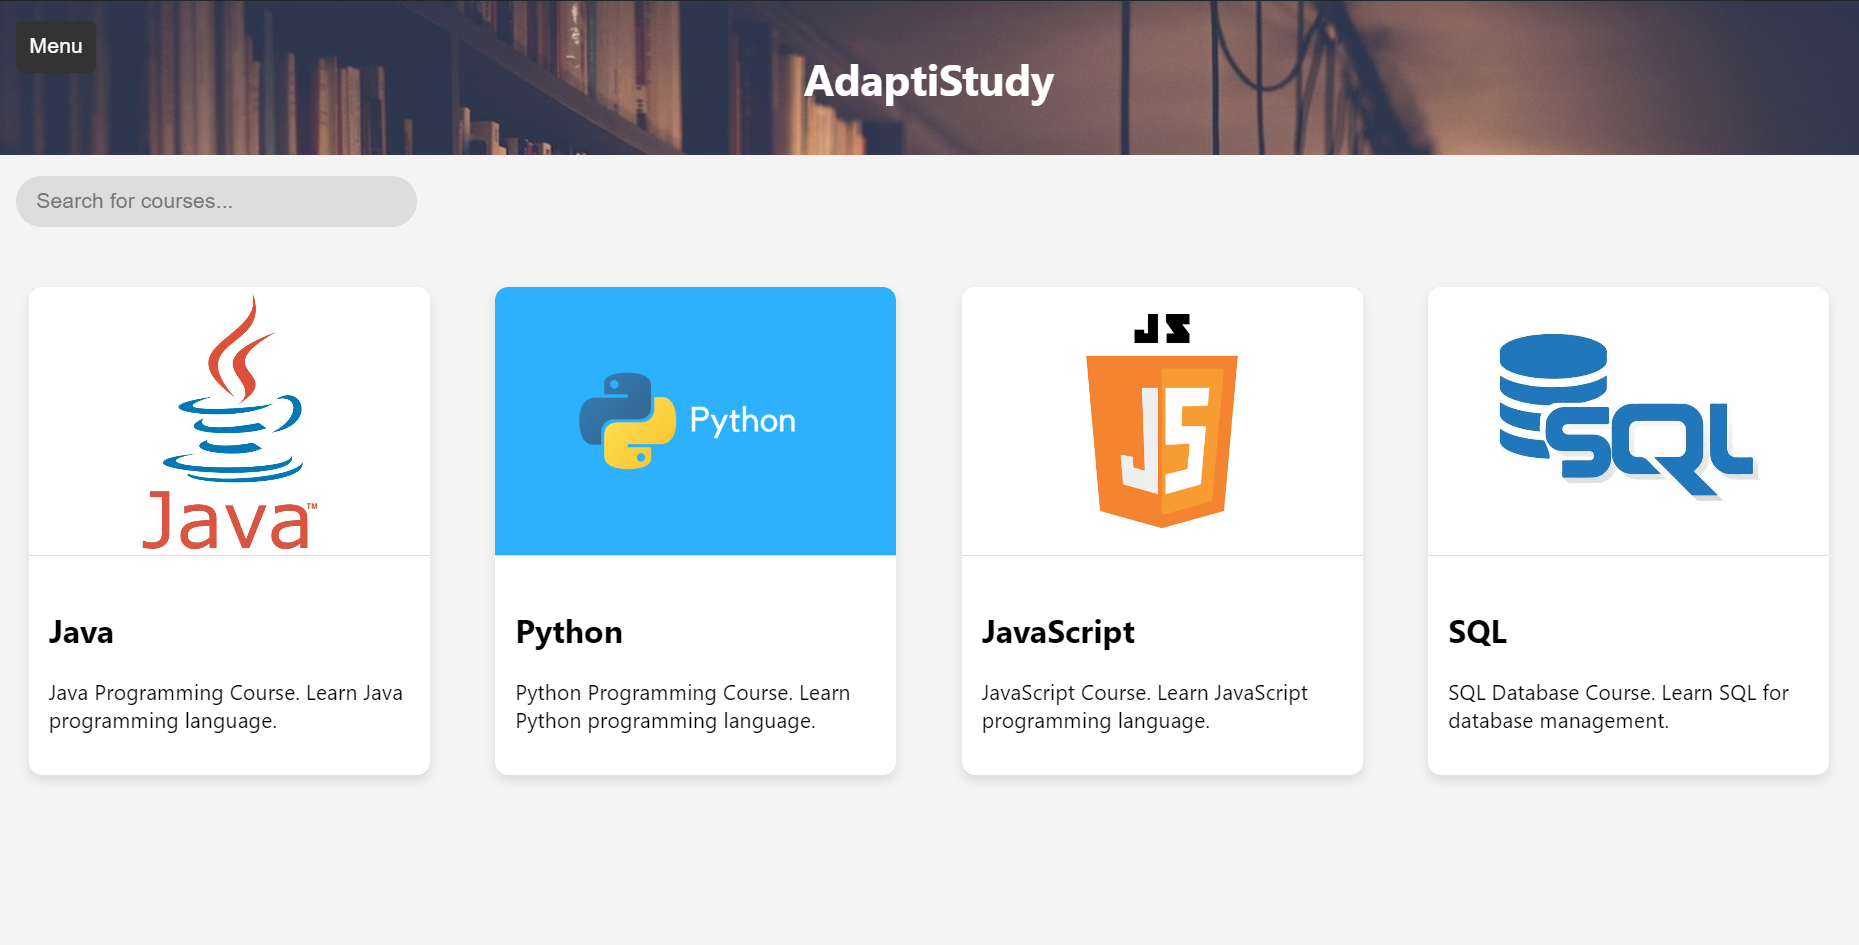 Menu
AdaptiStudy
Search for courses...
Java™
Python
JS
JS
SQL
Java
Java Programming Course. Learn Java
programming language.
Python
Python Programming Course. Learn
Python programming language.
JavaScript
JavaScript Course. Learn JavaScript
programming language.
SQL
SQL Database Course. Learn SQL for
database management.